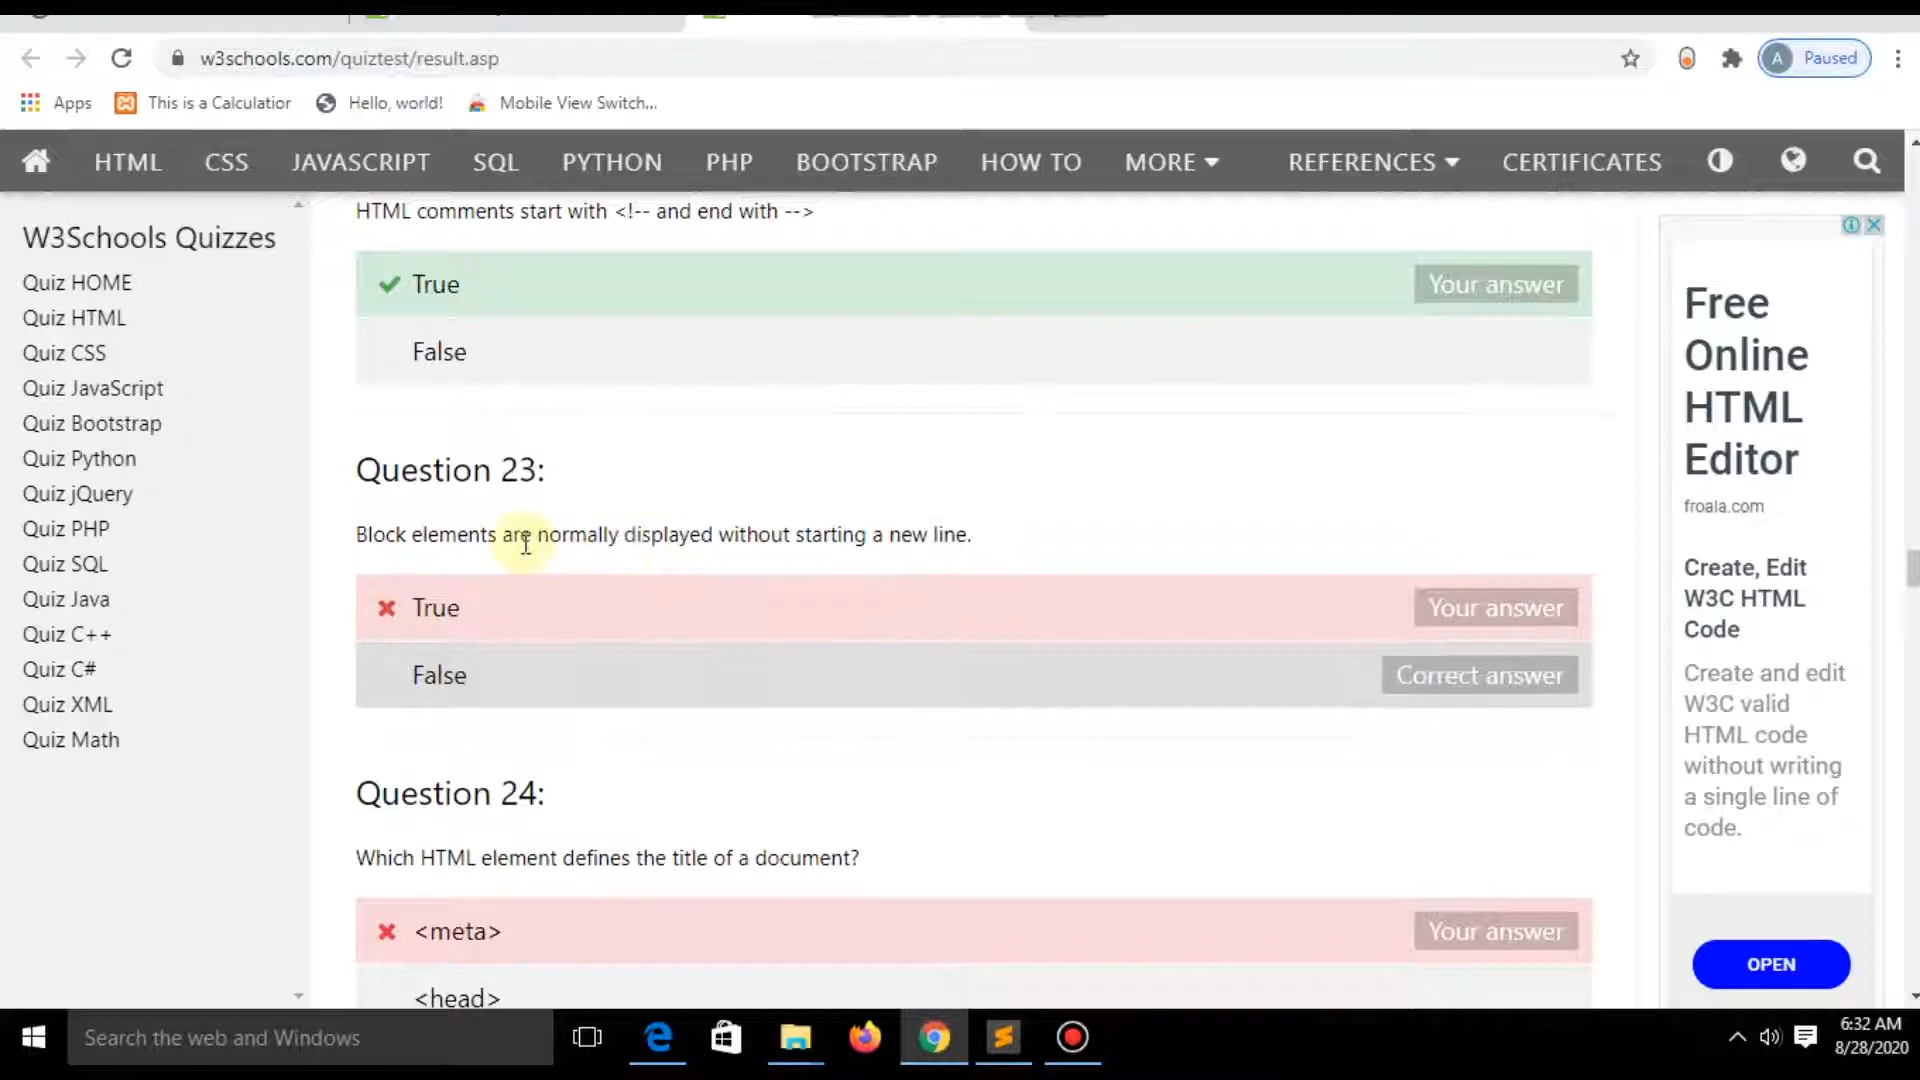 w3schools.com/quiztest/result.asp
A Paused
Apps This is a Calculatior Hello, world! Mobile View Switch...
HTML CSS JAVASCRIPT SQL PYTHON PHP BOOTSTRAP HOW TO MORE REFERENCES CERTIFICATES
W3Schools Quizzes
Quiz HOME
Quiz HTML
Quiz CSS
Quiz JavaScript
Quiz Bootstrap
Quiz Python
Quiz jQuery
Quiz PHP
Quiz SQL
Quiz Java
Quiz C++
Quiz C#
Quiz XML
Quiz Math
HTML comments start with <!-- and end with -->
True Your answer
False
Question 23:
Block elements are normally displayed without starting a new line.
True Your answer
False Correct answer
Question 24:
Which HTML element defines the title of a document?
<meta> Your answer
<head>
Free
Online
HTML
Editor
froala.com
Create, Edit
W3C HTML
Code
Create and edit
W3C valid
HTML code
without writing
a single line of
code.
OPEN
Search the web and Windows
6:32 AM
8/28/2020